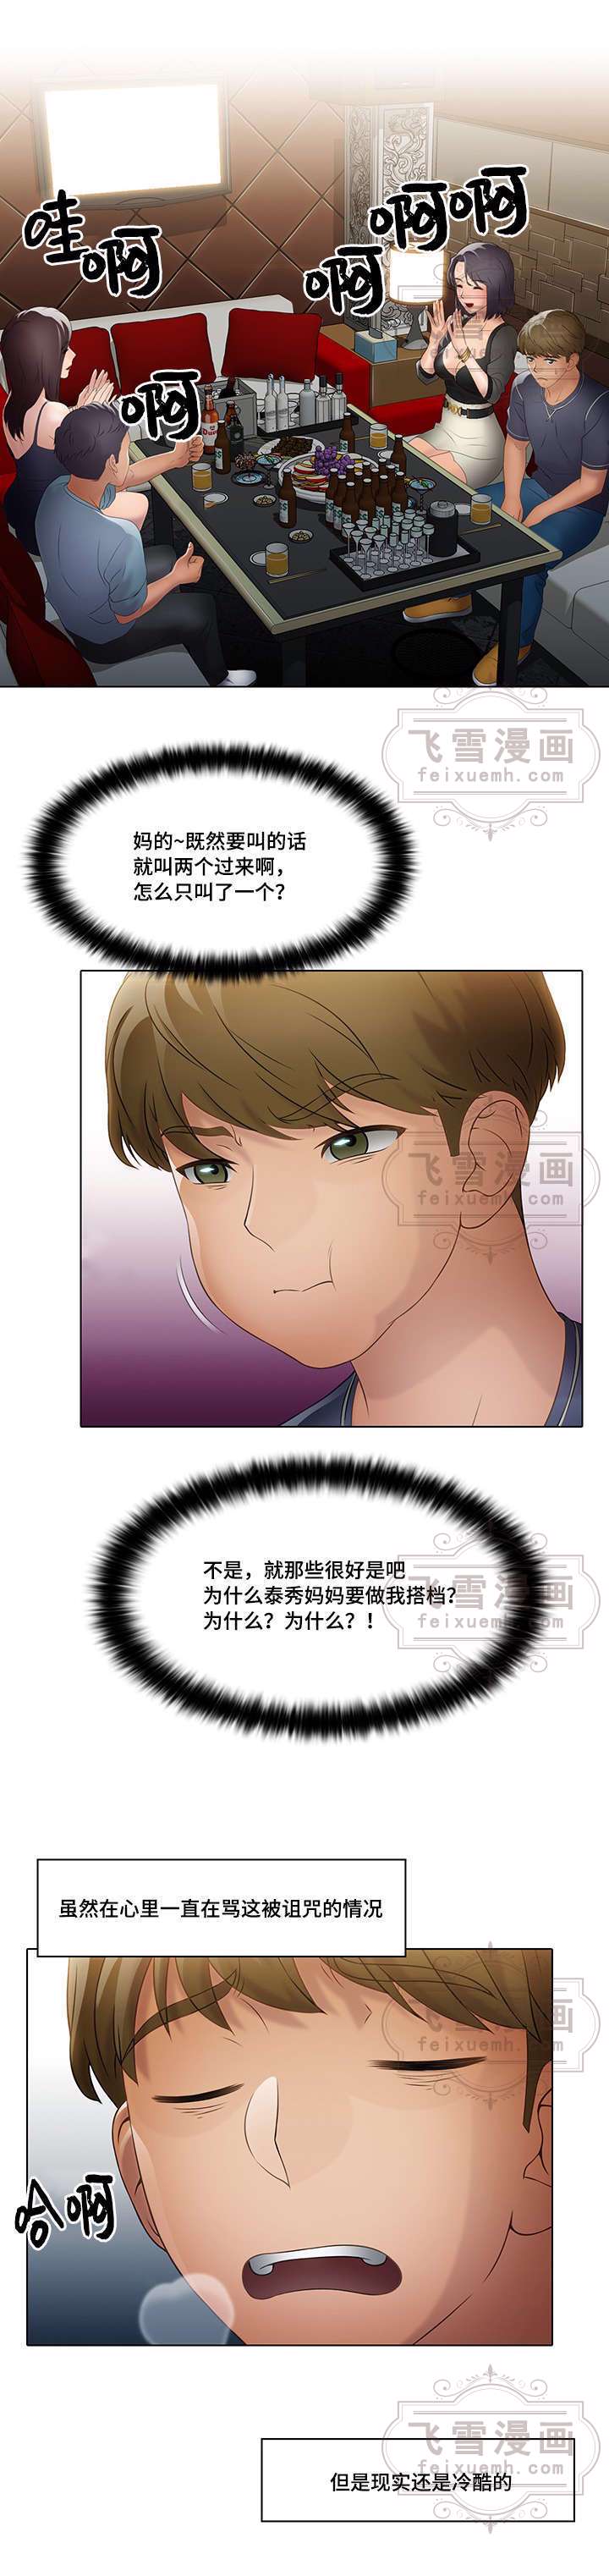 哇啊
啊啊啊
啊
飞雪漫画
feixuemh.com
妈的~既然要叫的话
就叫两个过来啊，
怎么只叫了一个？
飞雪漫画
feixuemh.com
不是，就那些很好是吧
为什么泰秀妈妈要做我搭档？
为什么？为什么？！
飞雪漫画
feixuemh.com
虽然在心里一直在骂这被诅咒的情况
飞雪漫画
feixuemh.com
哈啊
飞雪漫画
feixuemh.com
但是现实还是冷酷的